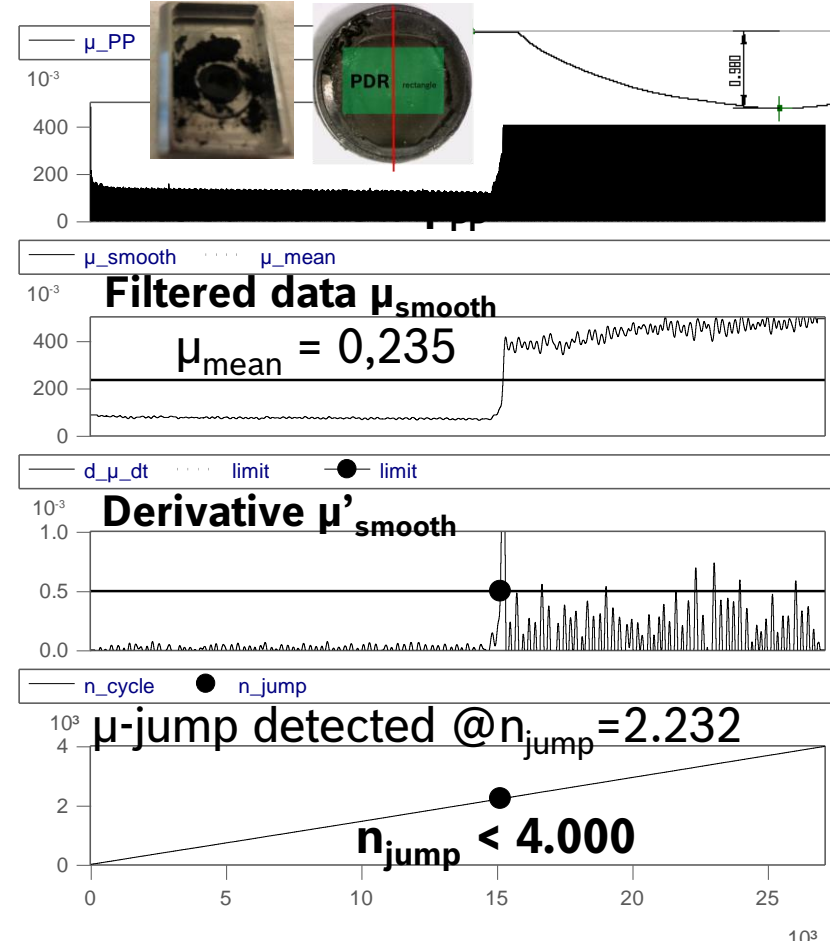 μ_PP
PDR rectangle
0.980
10-3
400
200
0
PP
μ_smooth μ_mean
10-3
Filtered data μsmooth
μmean = 0,235
400
200
0
d_μ_dt limit limit
10-3
Derivative μ’smooth
1.0
0.5
0.0
n_cycle n_jump
10³ μ-jump detected @njump=2.232
4
2
0
njump < 4.000
0 5 10 15 20 25
10³